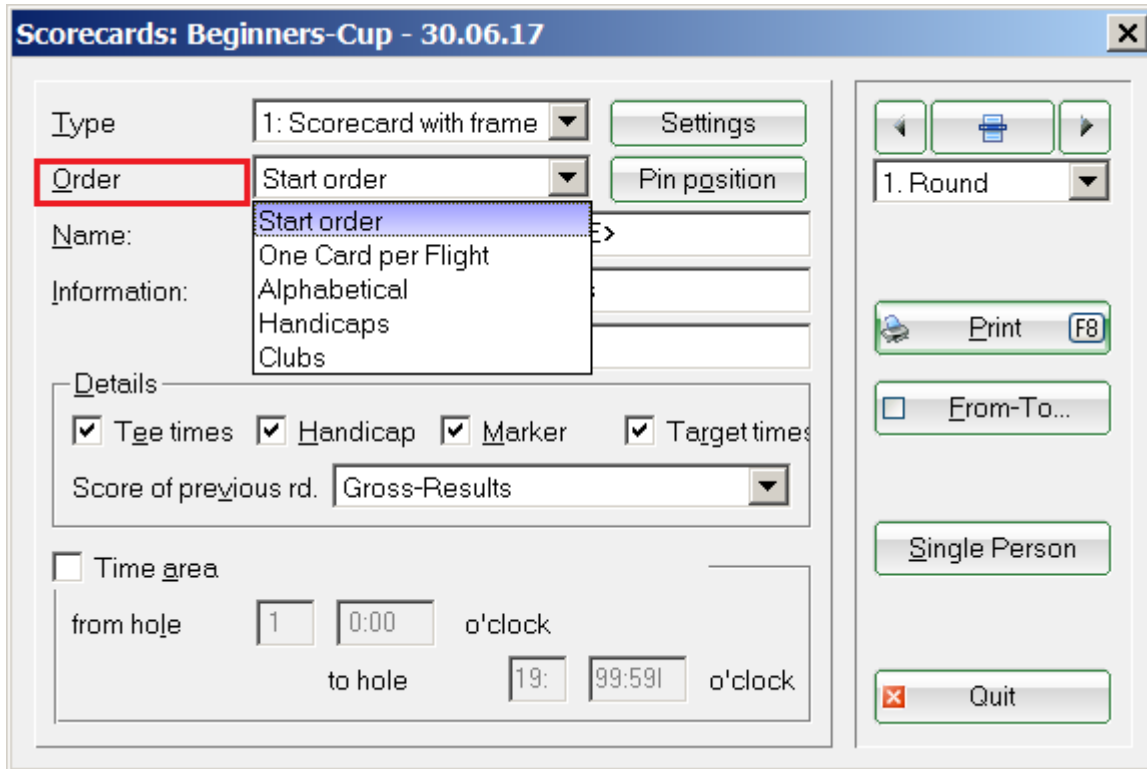 Scorecards: Beginners-Cup - 30.06.17
Type 1: Scorecard with frame Settings
Order Start order Pin position
1. Round
Start order
Name: E>
One Card per Flight
Information: Alphabetical
Handicaps
Clubs
Print F8
Details
From-To...
Tee times Handicap Marker Target times
Score of previous rd. Gross-Results
Single Person
Time area
from hole 1 0:00 o'clock
to hole 19: 99:59 o'clock
Quit